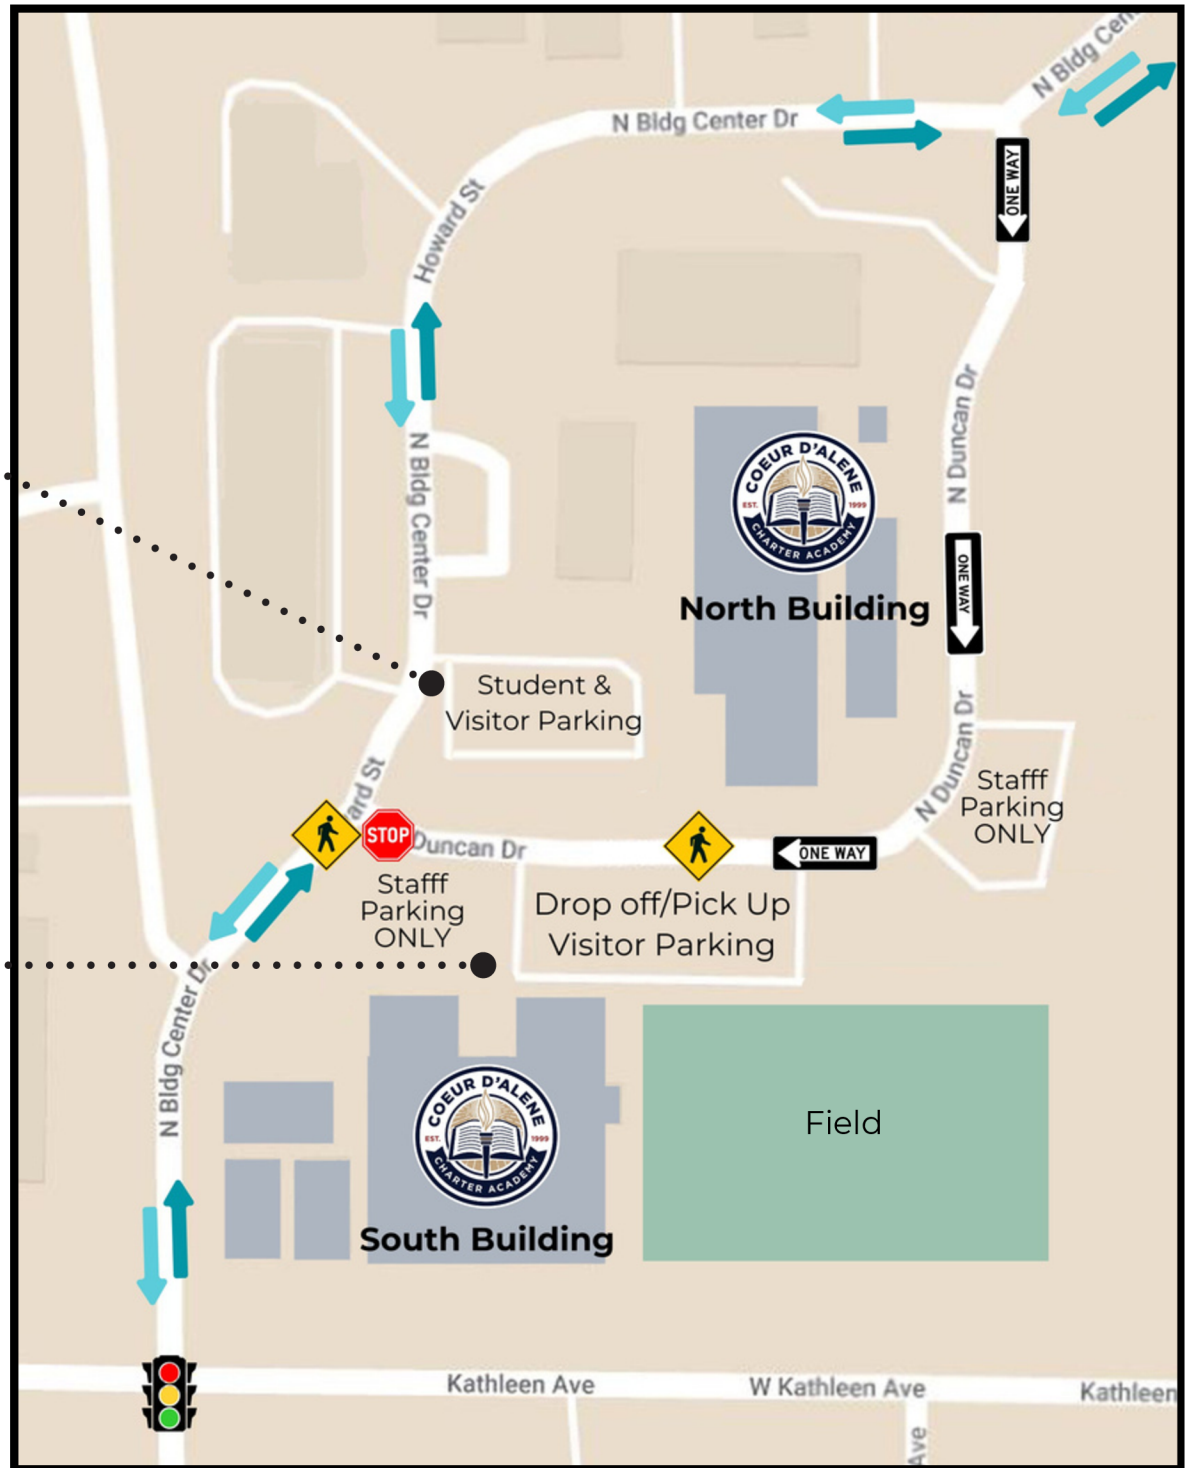 N Bldg Cen
N Bldg Center Dr
ONE WAY
Howard St
N Duncan Dr
COEUR D'ALENE
EST. 1999
CHARTER ACADEMY
N Bldg Center Dr
ONE WAY
North Building
Student &
Visitor Parking
N Duncan Dr
Stafff
Parking
ONLY
ard St
STOP
Duncan Dr
ONE WAY
Stafff
Parking
ONLY
Drop off/Pick Up
Visitor Parking
N Bldg Center Dr
COEUR D'ALENE
EST. 1999
CHARTER ACADEMY
Field
South Building
Kathleen Ave
W Kathleen Ave
Kathleen
Ave